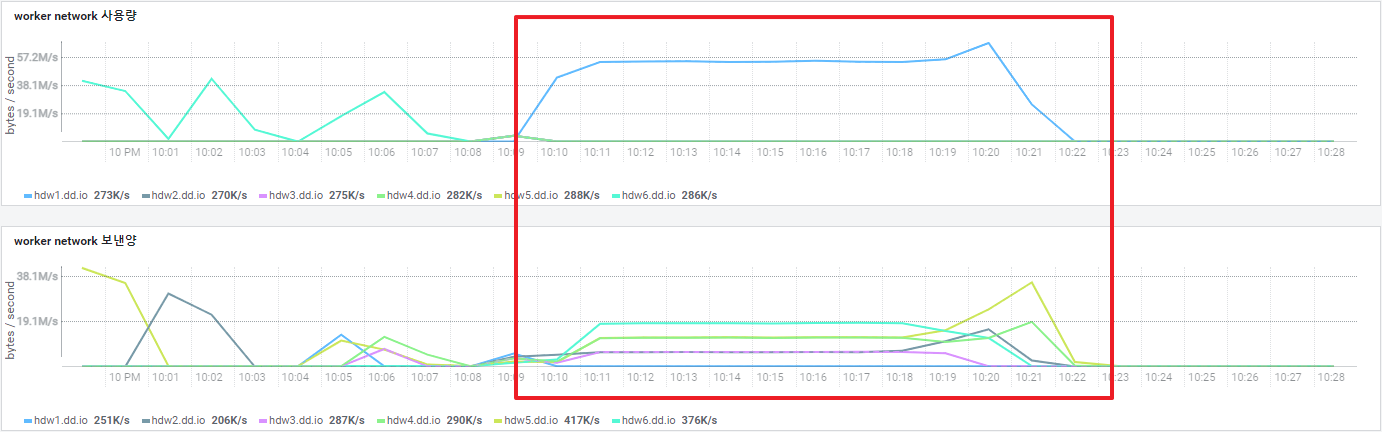 worker network 사용량
bytes / second
57.2M/s
38.1M/s
19.1M/s
10 PM 10:01 10:02 10:03 10:04 10:05 10:06 10:07 10:08 10:09 10:10 10:11 10:12 10:13 10:14 10:15 10:16 10:17 10:18 10:19 10:20 10:21 10:22 10:23 10:24 10:25 10:26 10:27 10:28
hdw1.dd.io 273K/s hdw2.dd.io 270K/s hdw3.dd.io 275K/s hdw4.dd.io 282K/s hdw5.dd.io 288K/s hdw6.dd.io 286K/s
worker network 보낸양
bytes / second
38.1M/s
19.1M/s
10 PM 10:01 10:02 10:03 10:04 10:05 10:06 10:07 10:08 10:09 10:10 10:11 10:12 10:13 10:14 10:15 10:16 10:17 10:18 10:19 10:20 10:21 10:22 10:23 10:24 10:25 10:26 10:27 10:28
hdw1.dd.io 251K/s hdw2.dd.io 206K/s hdw3.dd.io 287K/s hdw4.dd.io 290K/s hdw5.dd.io 417K/s hdw6.dd.io 376K/s